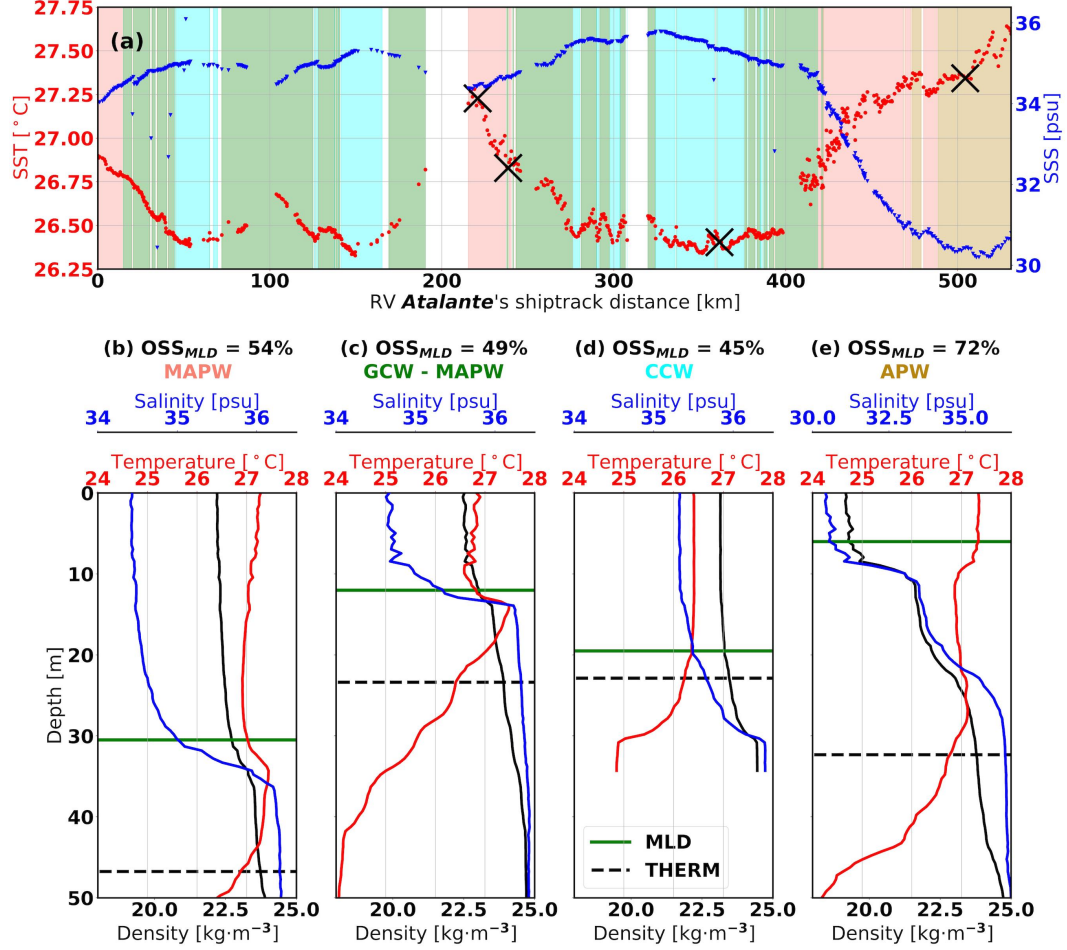 27.75
27.50
27.25
27.00
26.75
26.50
26.25
SST [°C]
(a)
36
34
32
30
SSS [psu]
0 100 200 300 400 500
RV Atalante's shiptrack distance [km]
(b) OSS_MLD = 54% (c) OSS_MLD = 49% (d) OSS_MLD = 45% (e) OSS_MLD = 72%
MAPW GCW - MAPW CCW APW
Salinity [psu] Salinity [psu] Salinity [psu] Salinity [psu]
34 35 36 34 35 36 34 35 36 30.0 32.5 35.0
Temperature [°C] Temperature [°C] Temperature [°C] Temperature [°C]
24 25 26 27 28 24 25 26 27 28 24 25 26 27 28 24 25 26 27 28
0
10
20
30
40
50
Depth [m]
MLD
THERM
20.0 22.5 25.0 20.0 22.5 25.0 20.0 22.5 25.0 20.0 22.5 25.0
Density [kg·m⁻³] Density [kg·m⁻³] Density [kg·m⁻³] Density [kg·m⁻³]